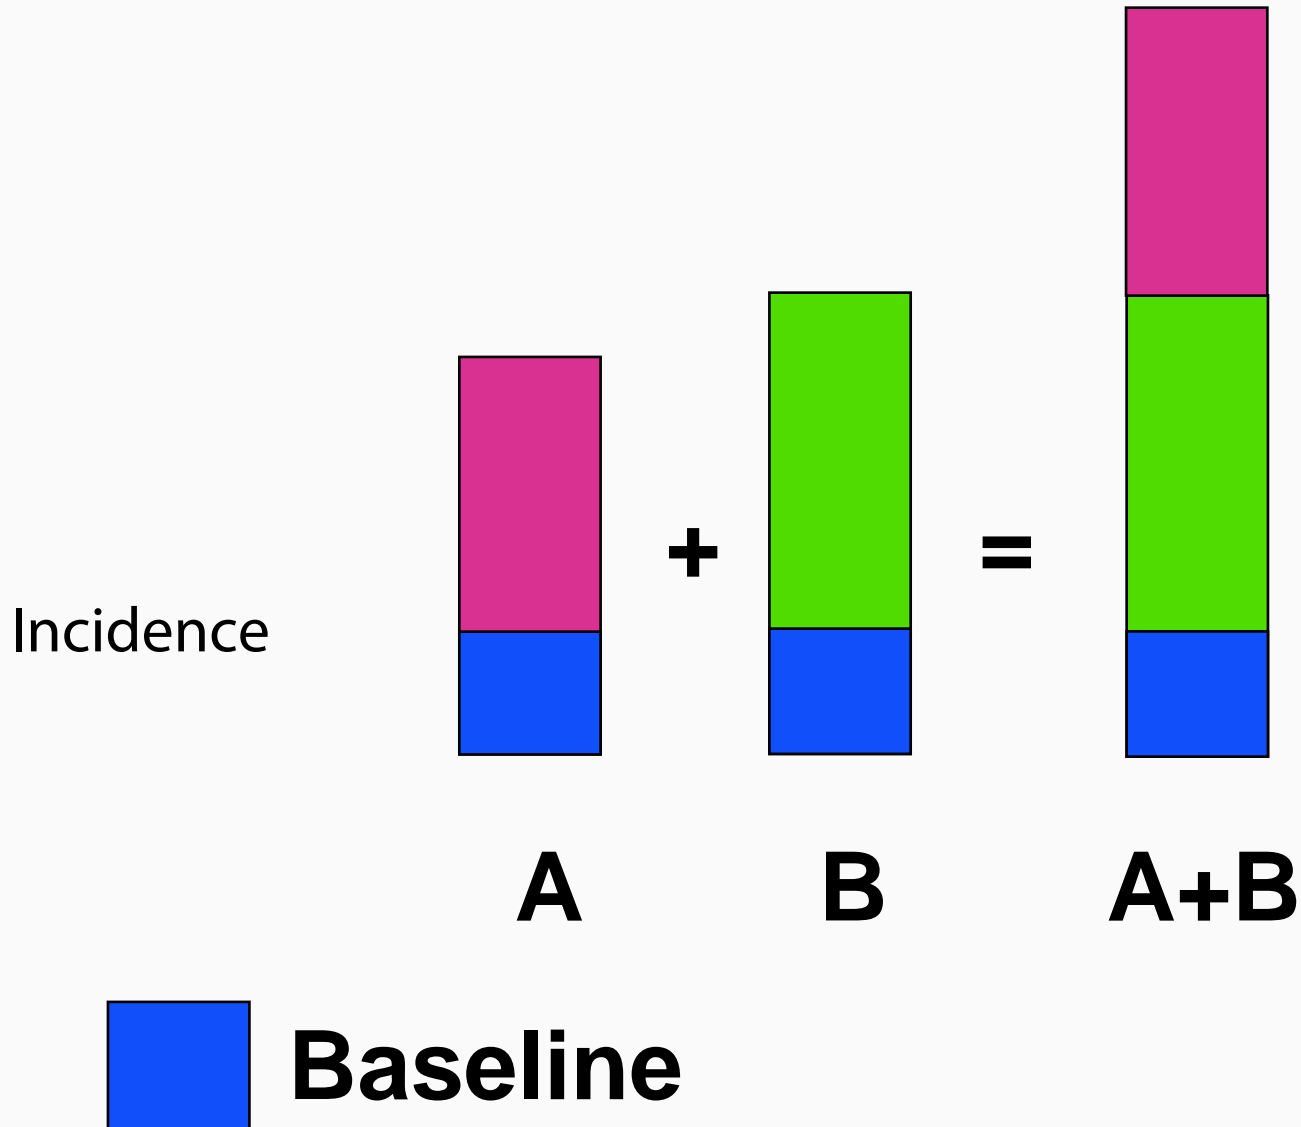 +
=
Incidence
A
B
A+B
Baseline